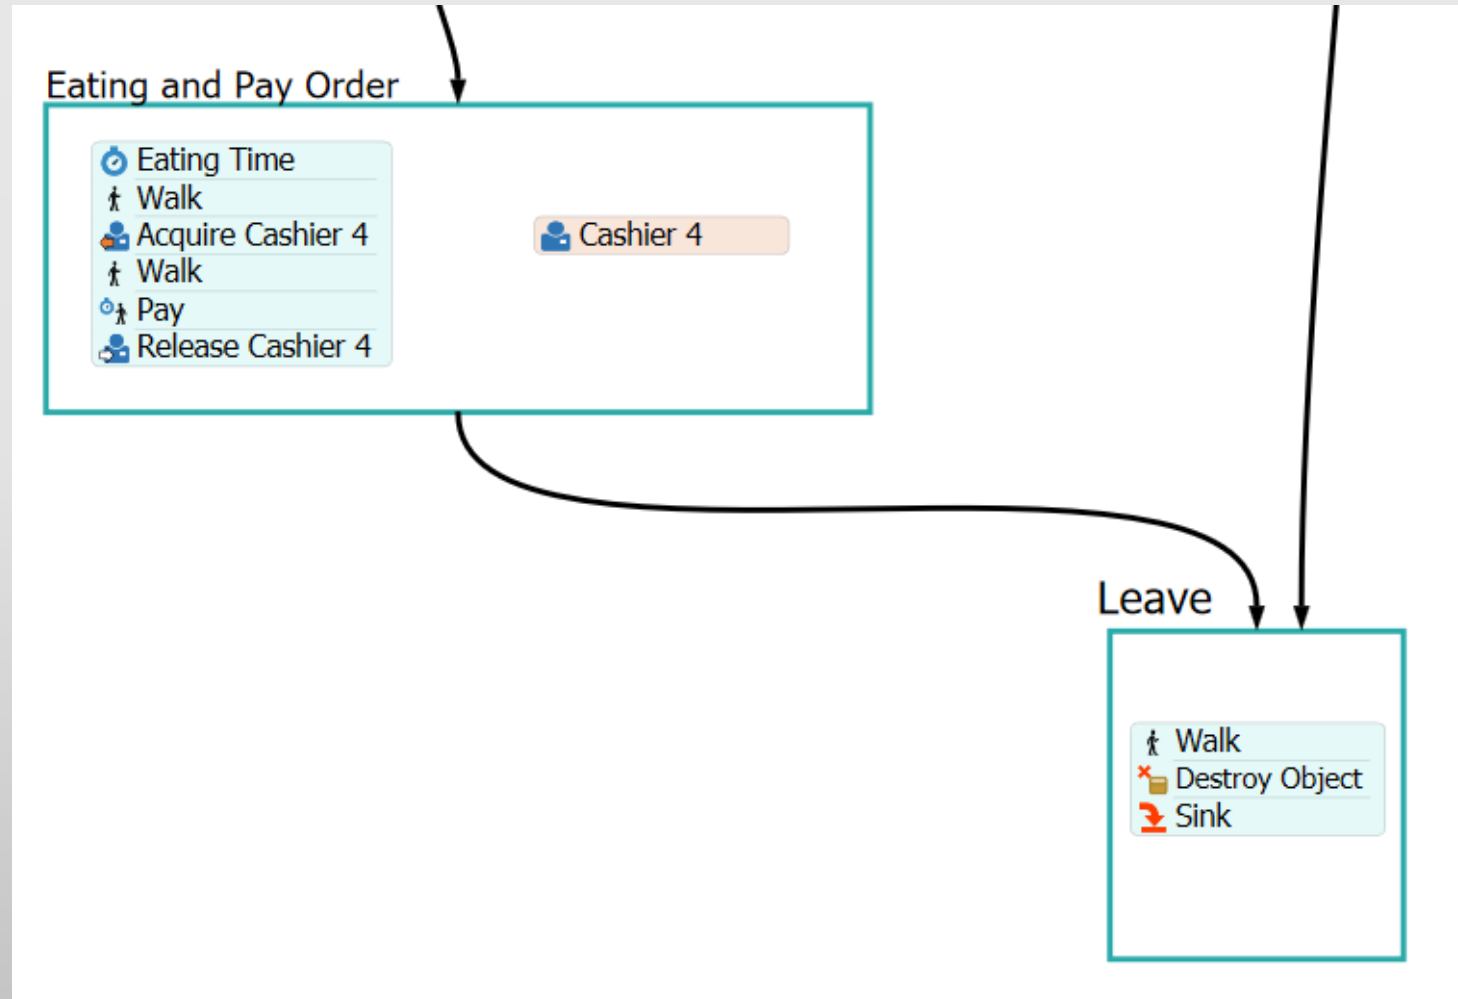 Eating and Pay Order
Eating Time
Walk
Acquire Cashier 4
Walk
Pay
Release Cashier 4
Cashier 4
Leave
Walk
Destroy Object
Sink